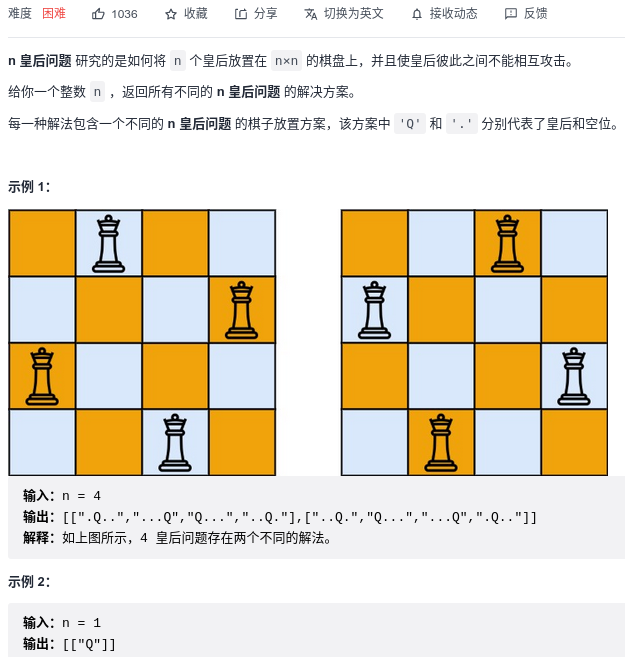 难度 困难 1036 收藏 分享 切换为英文 接收动态 反馈
n 皇后问题 研究的是如何将 n 个皇后放置在 n×n 的棋盘上，并且使皇后彼此之间不能相互攻击。
给你一个整数 n ，返回所有不同的 n 皇后问题 的解决方案。
每一种解法包含一个不同的 n 皇后问题 的棋子放置方案，该方案中 'Q' 和 '.' 分别代表了皇后和空位。
示例 1：
输入：n = 4
输出：[[".Q..","...Q","Q...","..Q."],["..Q.","Q...","...Q",".Q.."]]
解释：如上图所示，4 皇后问题存在两个不同的解法。
示例 2：
输入：n = 1
输出：[["Q"]]